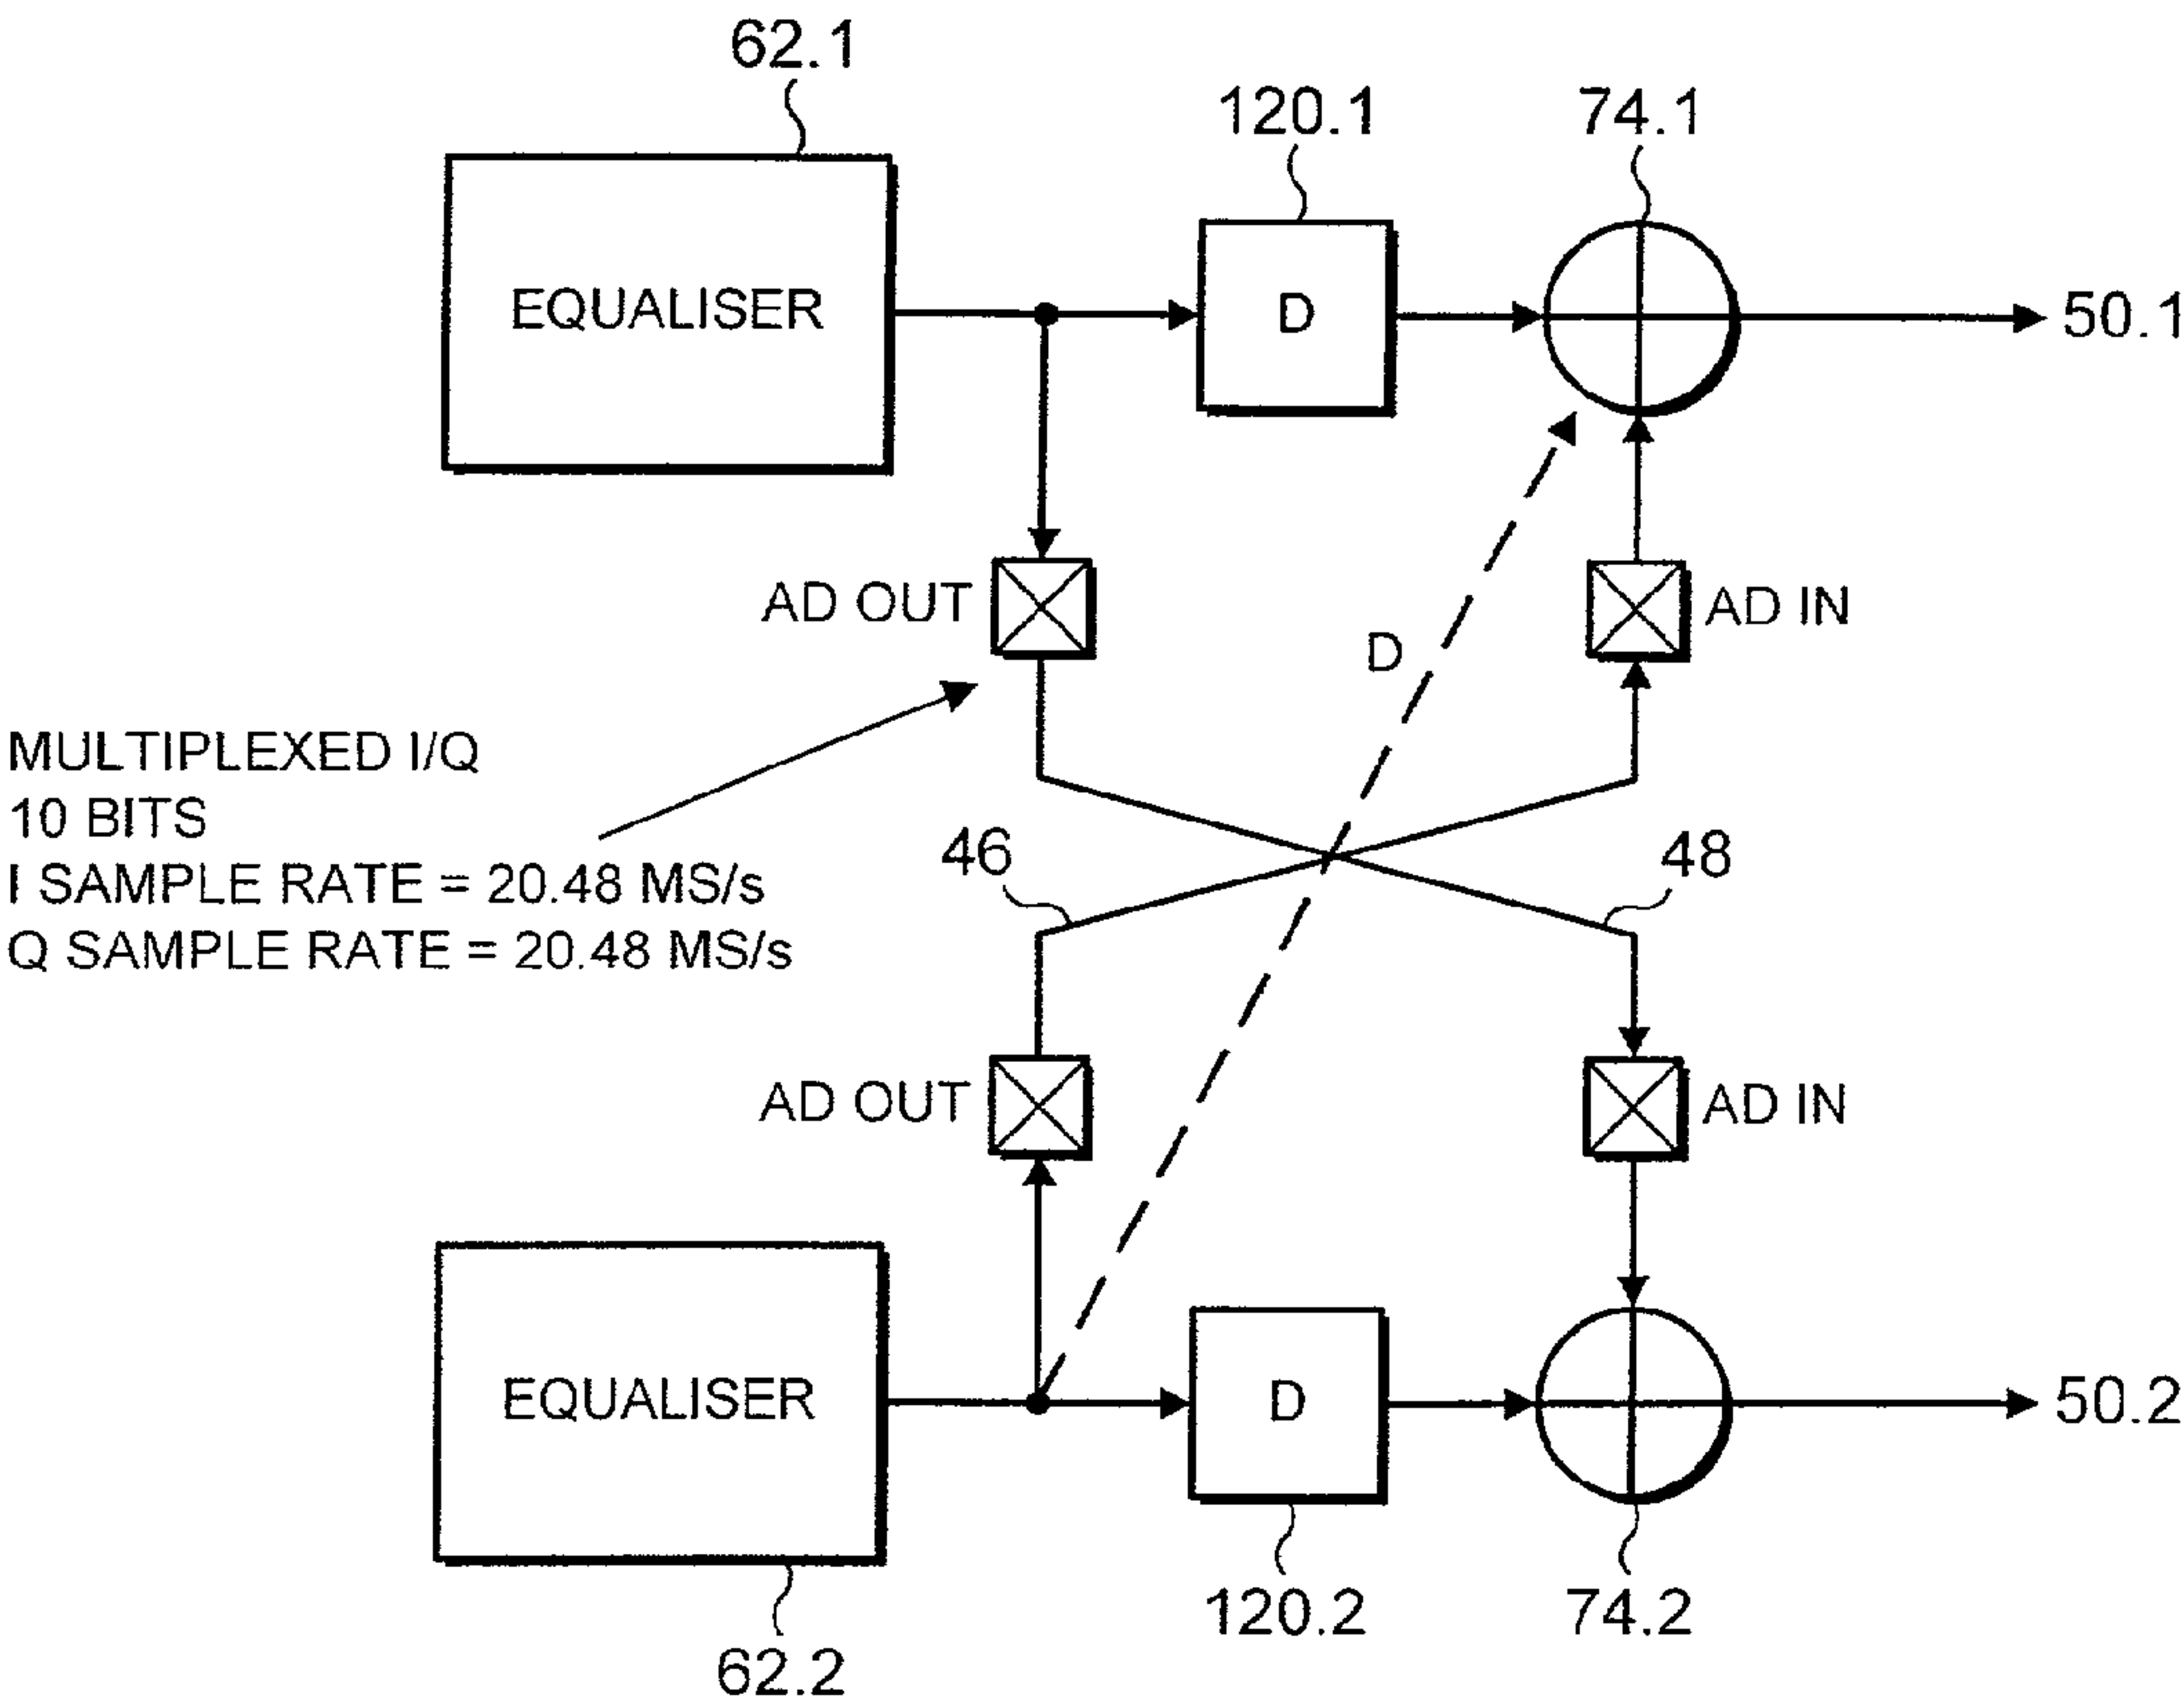 62.1
120.1
74.1
EQUALISER
D
50.1
AD OUT
D
AD IN
MULTIPLEXED I/Q
10 BITS
I SAMPLE RATE = 20.48 MS/s
Q SAMPLE RATE = 20.48 MS/s
46
48
AD OUT
AD IN
EQUALISER
D
50.2
120.2
74.2
62.2